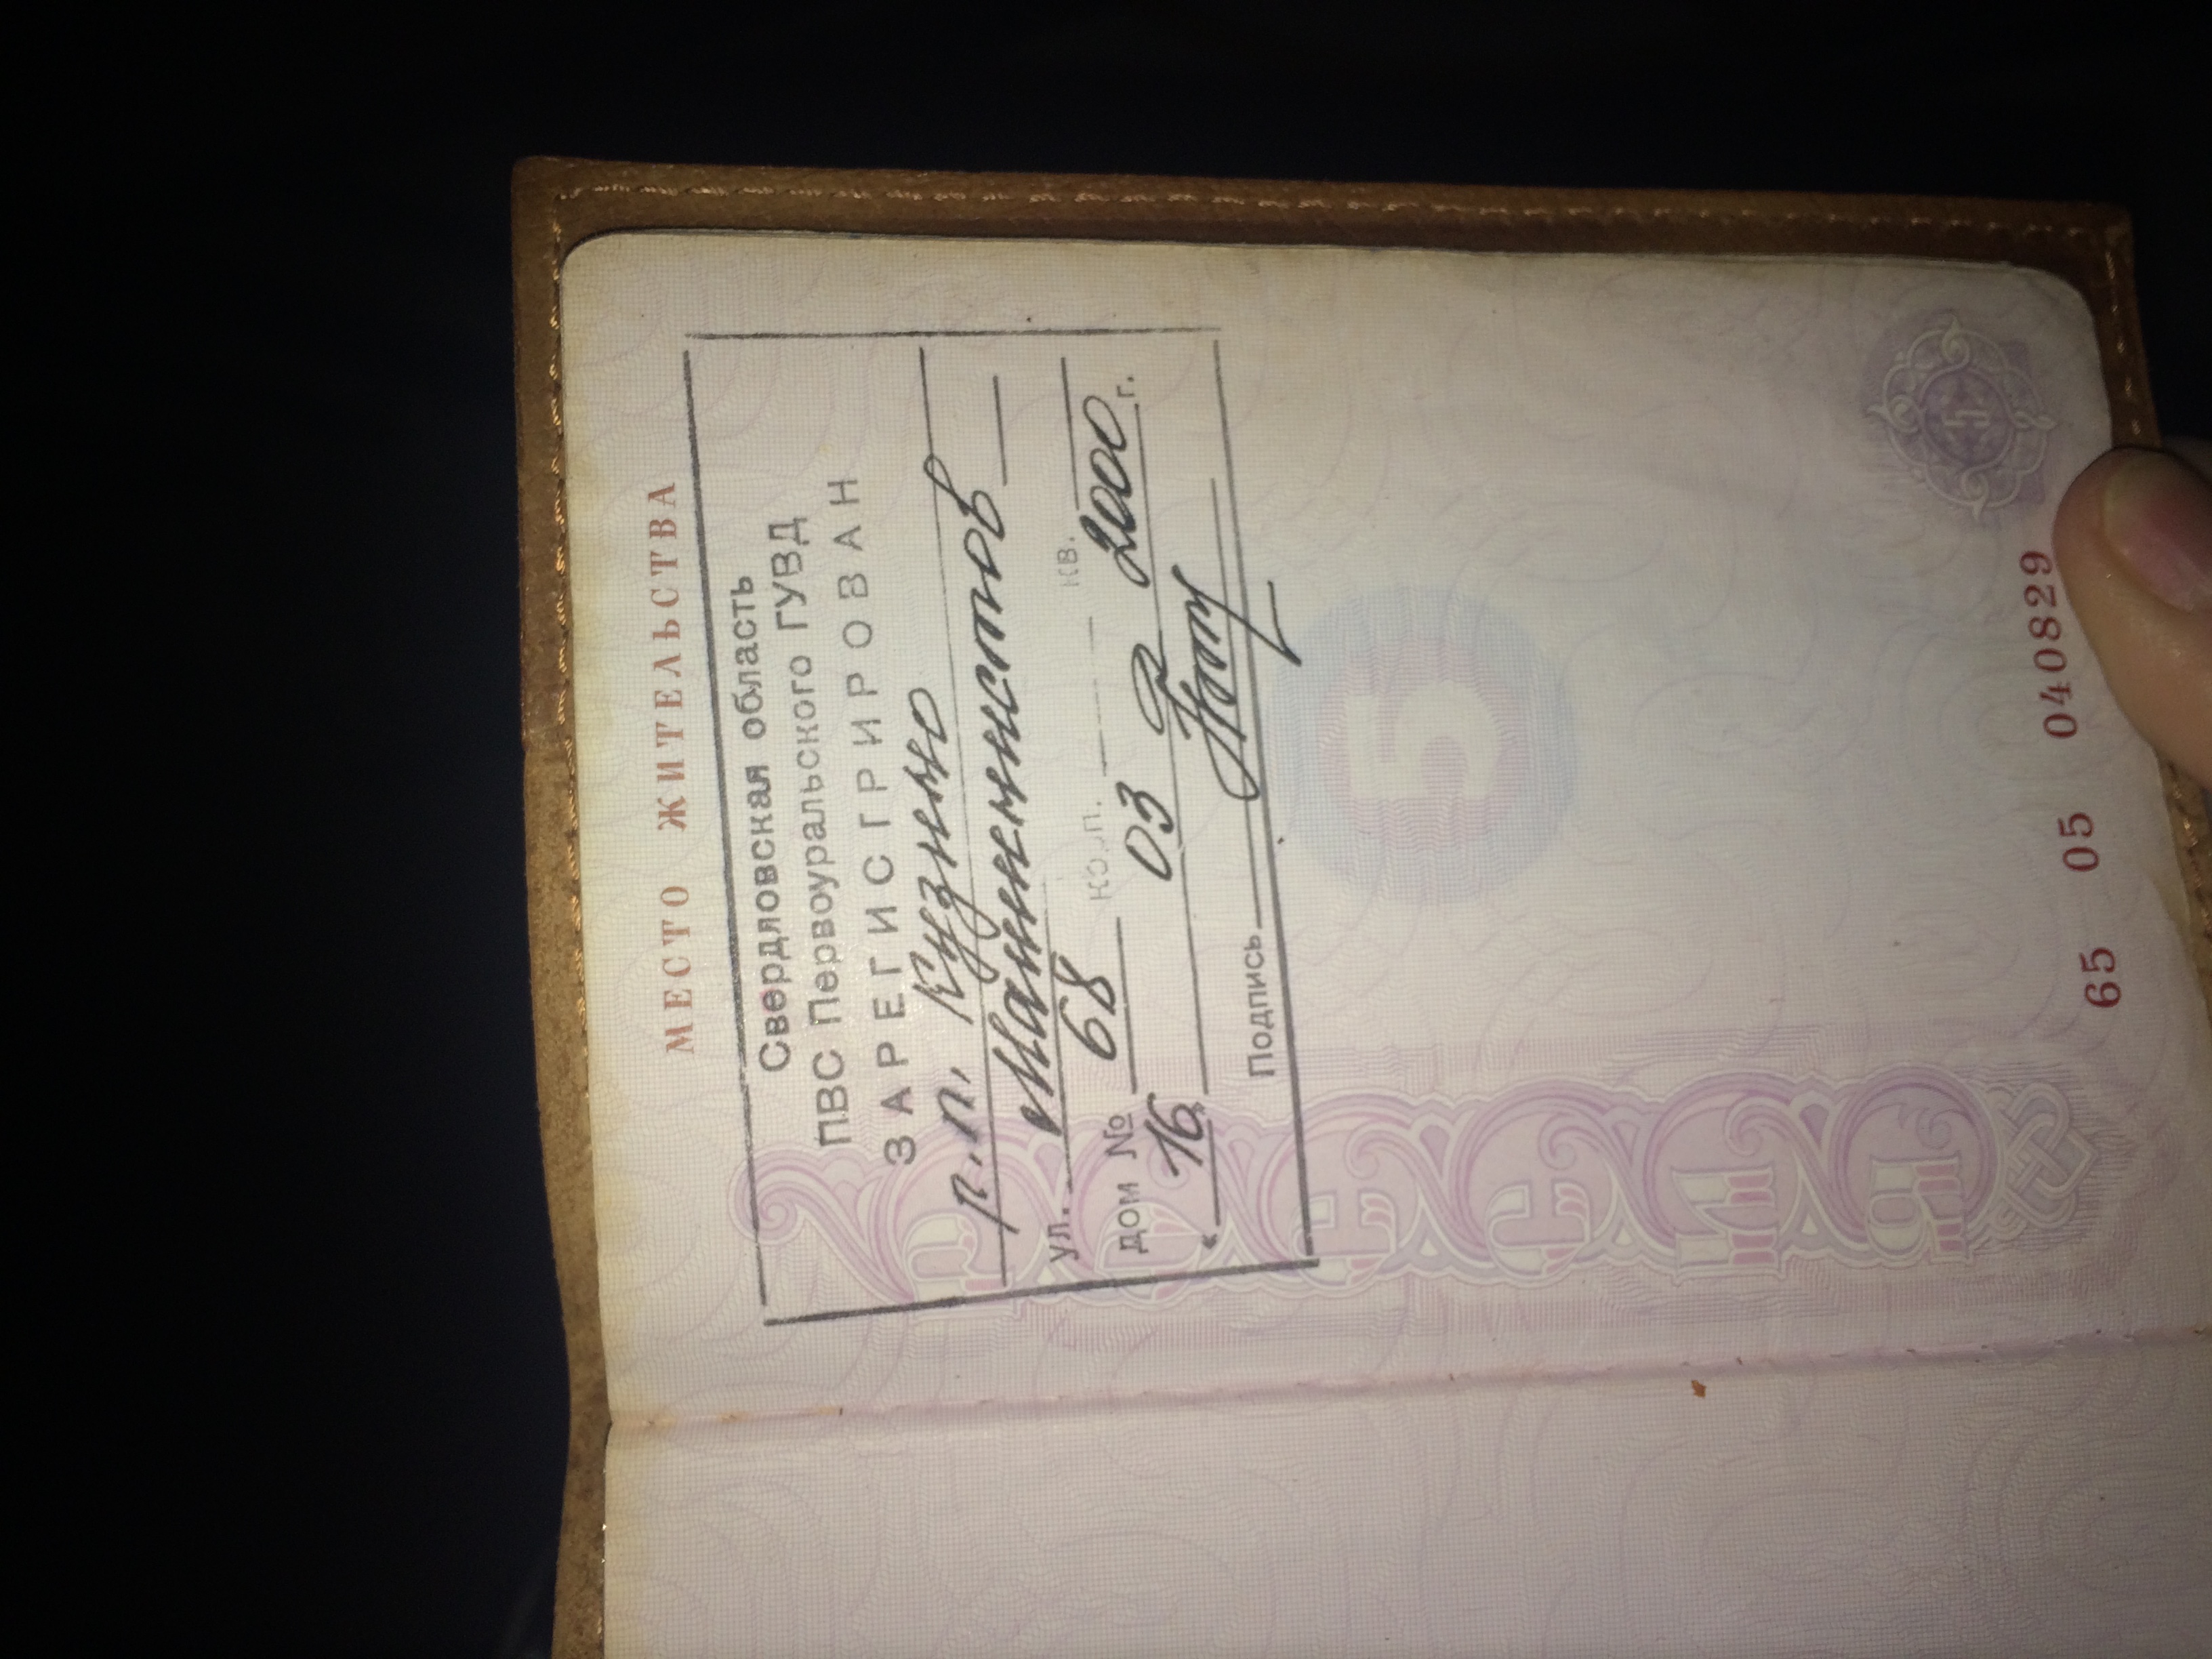 МЕСТО ЖИТЕЛЬСТВА
Свердловская область
ПВС Первоуральского ГУВД
ЗАРЕГИСТРИРОВАН
р.п. Кузино
ул. Машинистов
дом № 68 корп. кв.
« 16 » 03 2000 г.
Подпись
5
65 05 040829